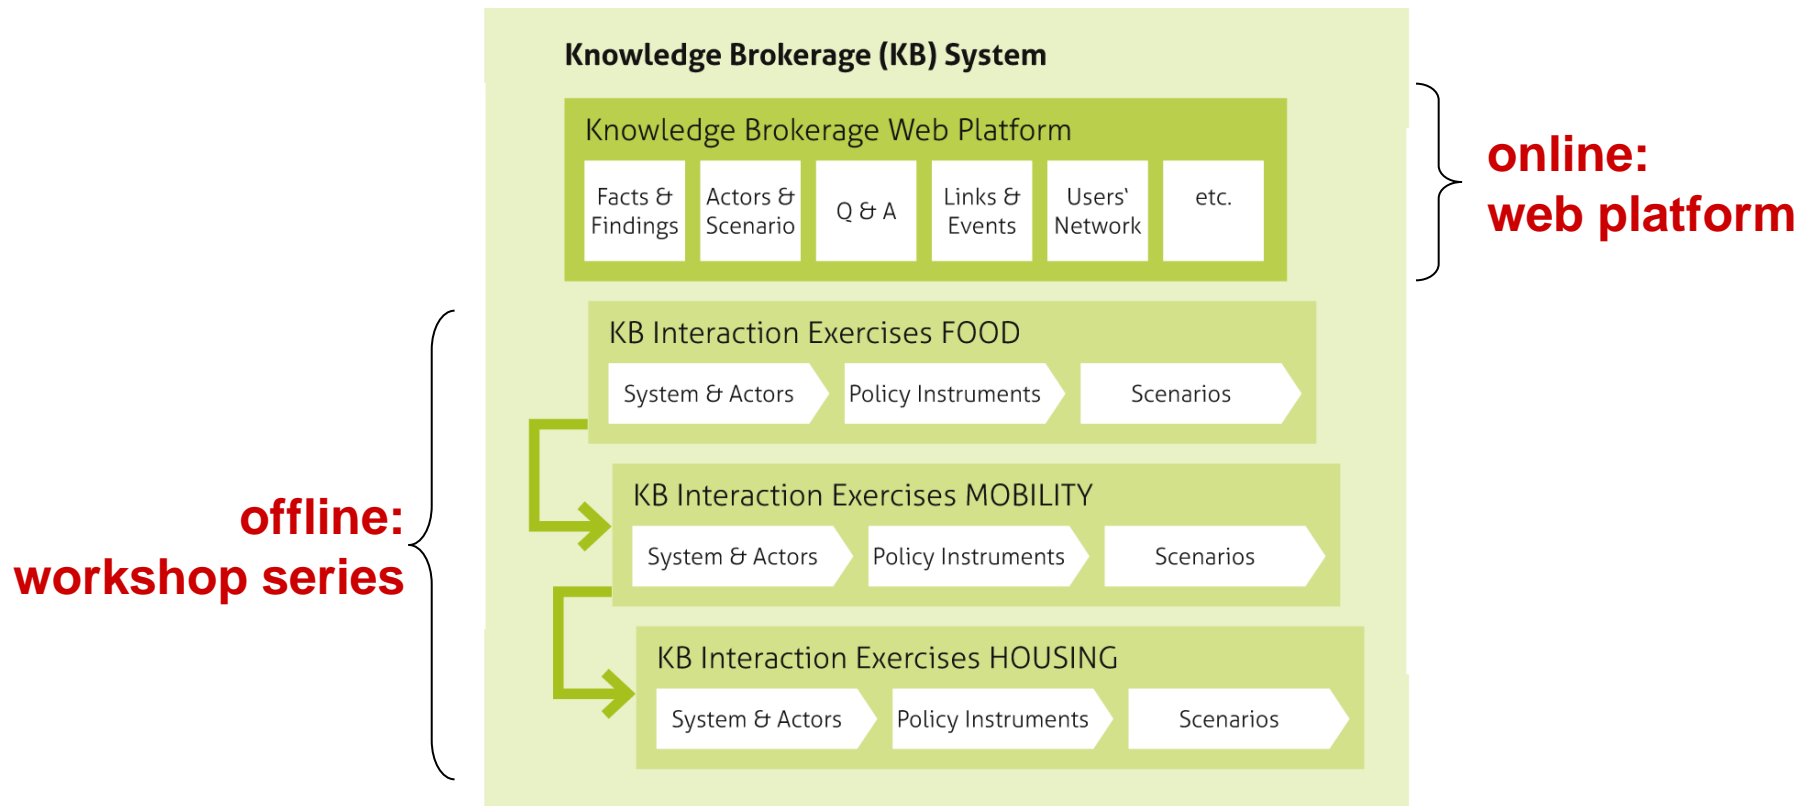 Knowledge Brokerage (KB) System
Knowledge Brokerage Web Platform
Facts &
Findings
Actors &
Scenario
Q & A
Links &
Events
Users‘
Network
etc.
online:
web platform
KB Interaction Exercises FOOD
System & Actors
Policy Instruments
Scenarios
offline:
workshop series
KB Interaction Exercises MOBILITY
System & Actors
Policy Instruments
Scenarios
KB Interaction Exercises HOUSING
System & Actors
Policy Instruments
Scenarios